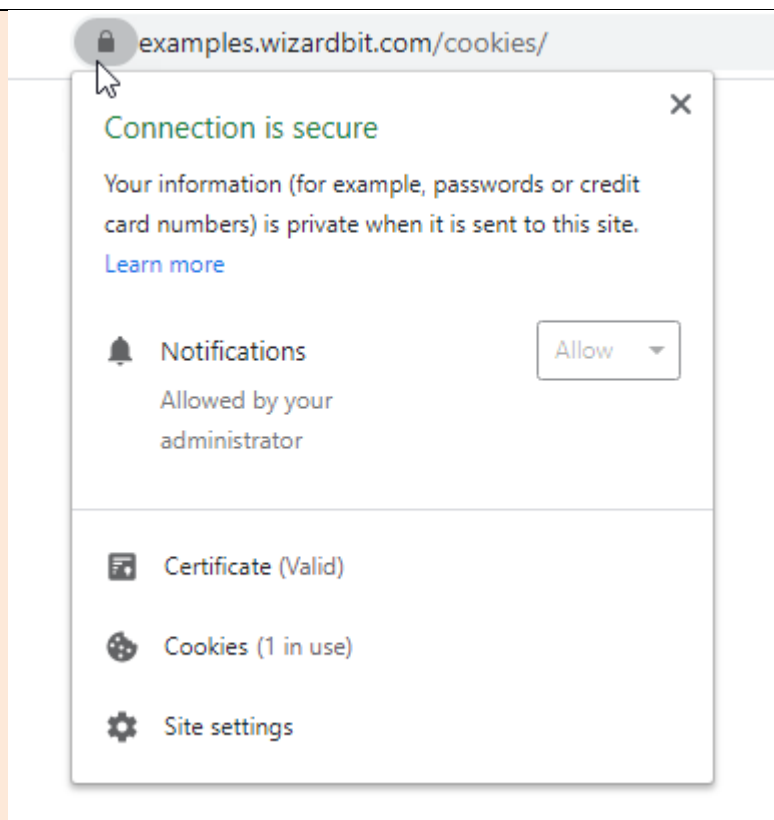 examples.wizardbit.com/cookies/
Connection is secure
Your information (for example, passwords or credit
card numbers) is private when it is sent to this site.
Learn more
Notifications
Allow
Allowed by your
administrator
Certificate (Valid)
Cookies (1 in use)
Site settings